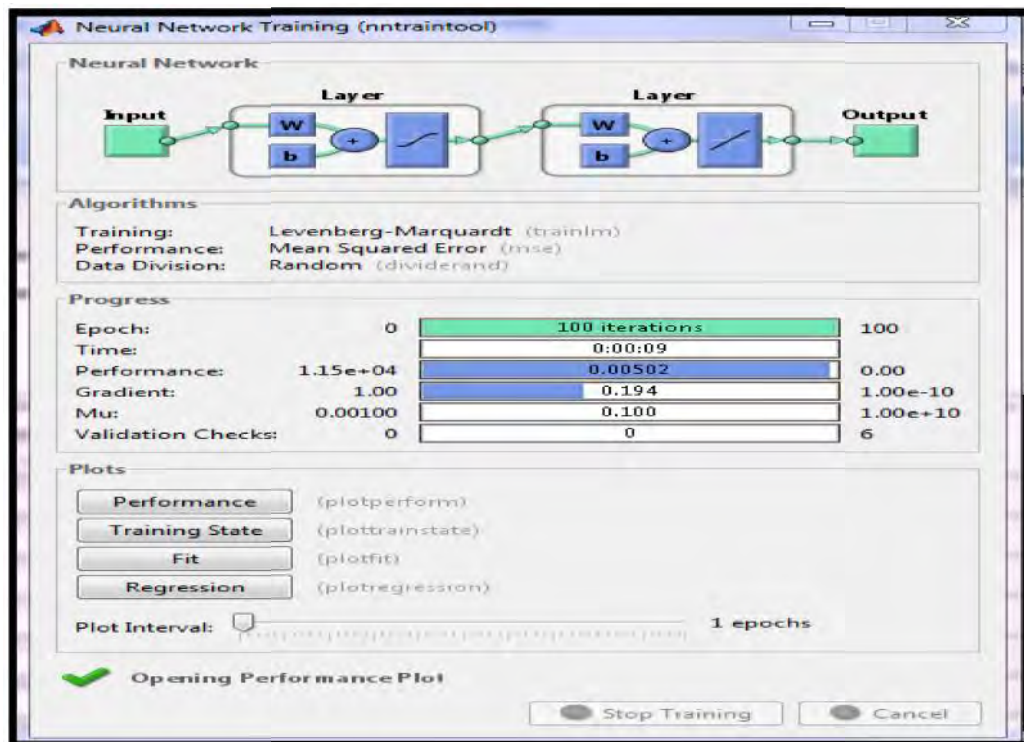 Neural Network Training (nntraintool)
Neural Network
Layer Layer
Input Output
W W
b + b +
Algorithms
Training: Levenberg-Marquardt (trainlm)
Performance: Mean Squared Error (mse)
Data Division: Random (dividerand)
Progress
Epoch: 0 100 iterations 100
Time: 0:00:09
Performance: 1.15e+04 0.00502 0.00
Gradient: 1.00 0.194 1.00e-10
Mu: 0.00100 0.100 1.00e+10
Validation Checks: 0 0 6
Plots
Performance (plotperform)
Training State (plottrainstate)
Fit (plotfit)
Regression (plotregression)
Plot Interval: 1 epochs
Opening Performance Plot
Stop Training Cancel